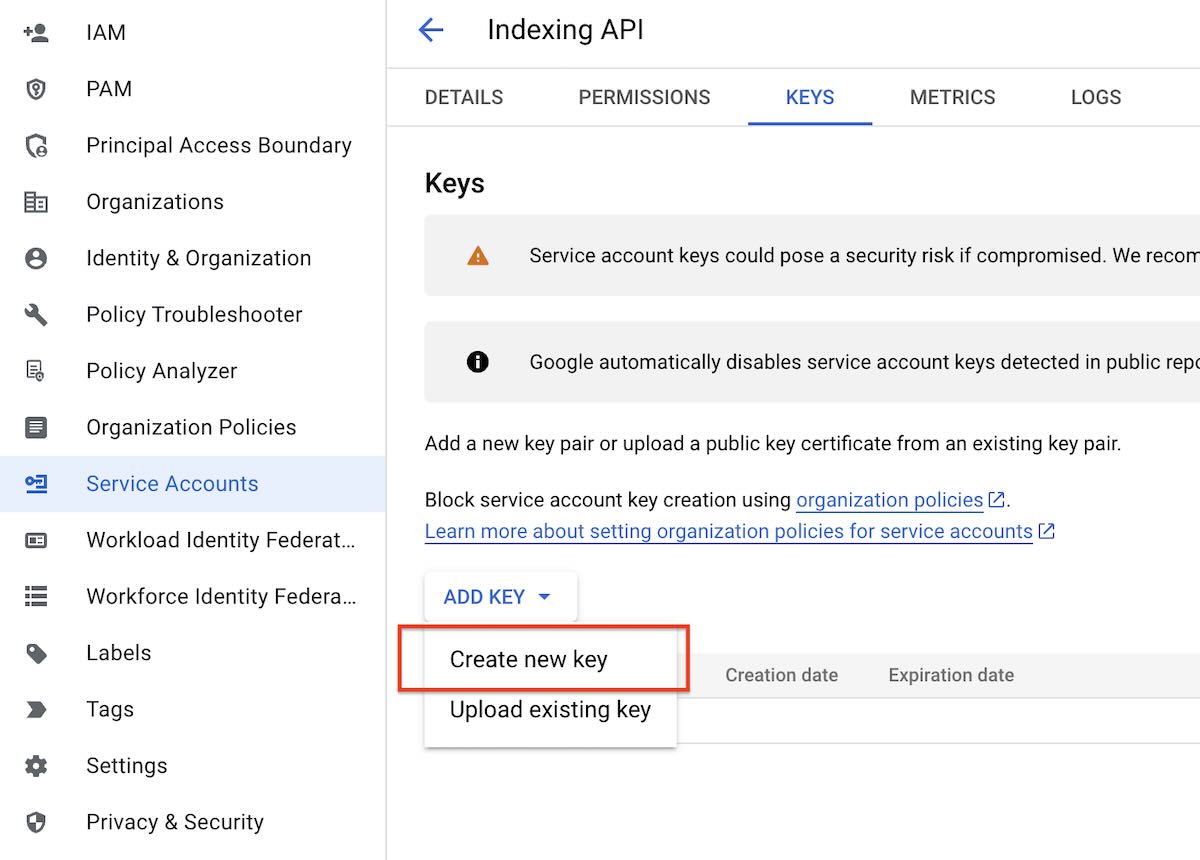 IAM
PAM
Principal Access Boundary
Organizations
Identity & Organization
Policy Troubleshooter
Policy Analyzer
Organization Policies
Service Accounts
Workload Identity Federat...
Workforce Identity Federa...
Labels
Tags
Settings
Privacy & Security
Indexing API
DETAILS PERMISSIONS KEYS METRICS LOGS
Keys
Service account keys could pose a security risk if compromised. We recom
Google automatically disables service account keys detected in public repo
Add a new key pair or upload a public key certificate from an existing key pair.
Block service account key creation using organization policies.
Learn more about setting organization policies for service accounts
ADD KEY
Create new key
Upload existing key
Creation date Expiration date